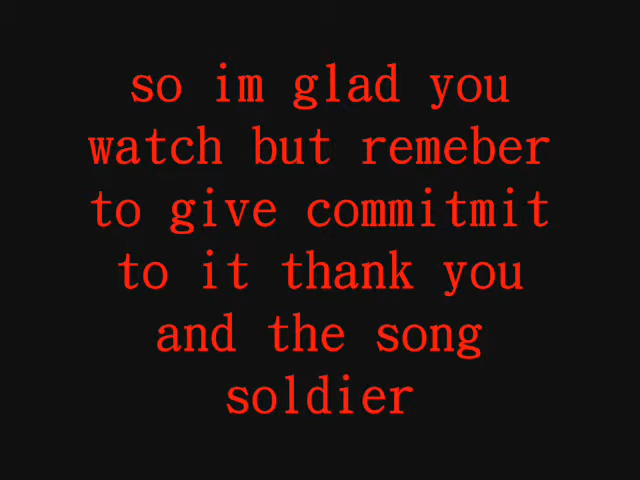 so im glad you
watch but remeber
to give commitmit
to it thank you
and the song
soldier